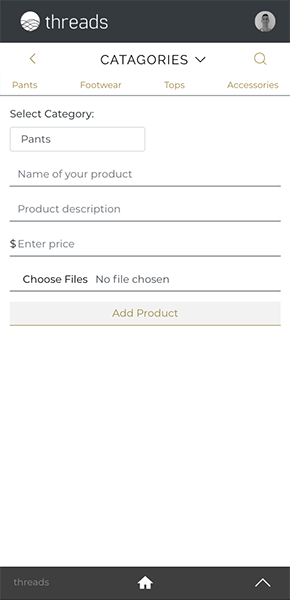 threads
CATAGORIES
Pants Footwear Tops Accessories
Select Category:
Pants
Name of your product
Product description
$ Enter price
Choose Files No file chosen
Add Product
threads